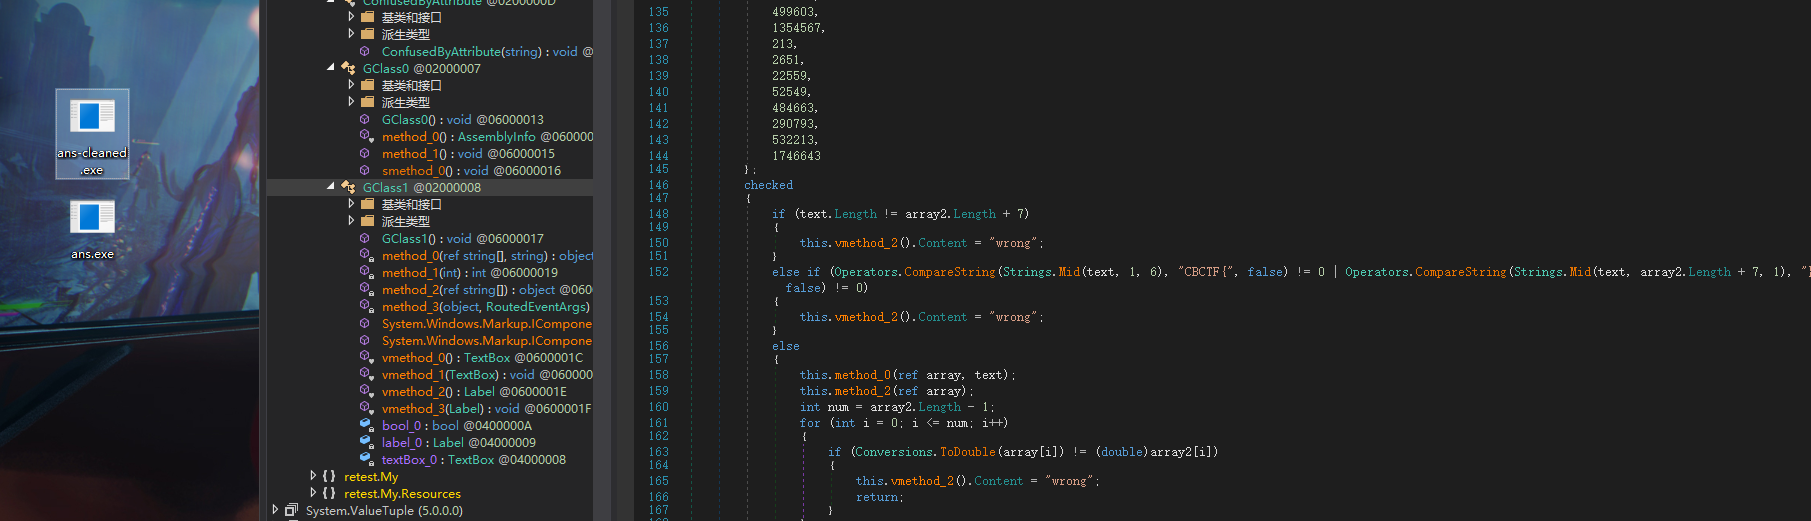 ans-cleaned
.exe
ans.exe
ConfusedByAttribute @0200000D
基类和接口
派生类型
ConfusedByAttribute(string) : void @
GClass0 @02000007
基类和接口
派生类型
GClass0() : void @06000013
method_0() : AssemblyInfo @060000
method_1() : void @06000015
smethod_0() : void @06000016
GClass1 @02000008
基类和接口
派生类型
GClass1() : void @06000017
method_0(ref string[], string) : object
method_1(int) : int @06000019
method_2(ref string[]) : object @060
method_3(object, RoutedEventArgs)
System.Windows.Markup.ICompone
System.Windows.Markup.ICompone
vmethod_0() : TextBox @0600001C
vmethod_1(TextBox) : void @060000
vmethod_2() : Label @0600001E
vmethod_3(Label) : void @0600001F
bool_0 : bool @0400000A
label_0 : Label @04000009
textBox_0 : TextBox @04000008
{ } retest.My
{ } retest.My.Resources
System.ValueTuple (5.0.0.0)
135 499603,
136 1354567,
137 213,
138 2651,
139 22559,
140 52549,
141 484663,
142 290793,
143 532213,
144 1746643
145 };
146 checked
147 {
148 if (text.Length != array2.Length + 7)
149 {
150 this.vmethod_2().Content = "wrong";
151 }
152 else if (Operators.CompareString(Strings.Mid(text, 1, 6), "CBCTF{", false) != 0 | Operators.CompareString(Strings.Mid(text, array2.Length + 7, 1), "}
false) != 0)
153 {
154 this.vmethod_2().Content = "wrong";
155 }
156 else
157 {
158 this.method_0(ref array, text);
159 this.method_2(ref array);
160 int num = array2.Length - 1;
161 for (int i = 0; i <= num; i++)
162 {
163 if (Conversions.ToDouble(array[i]) != (double)array2[i])
164 {
165 this.vmethod_2().Content = "wrong";
166 return;
167 }